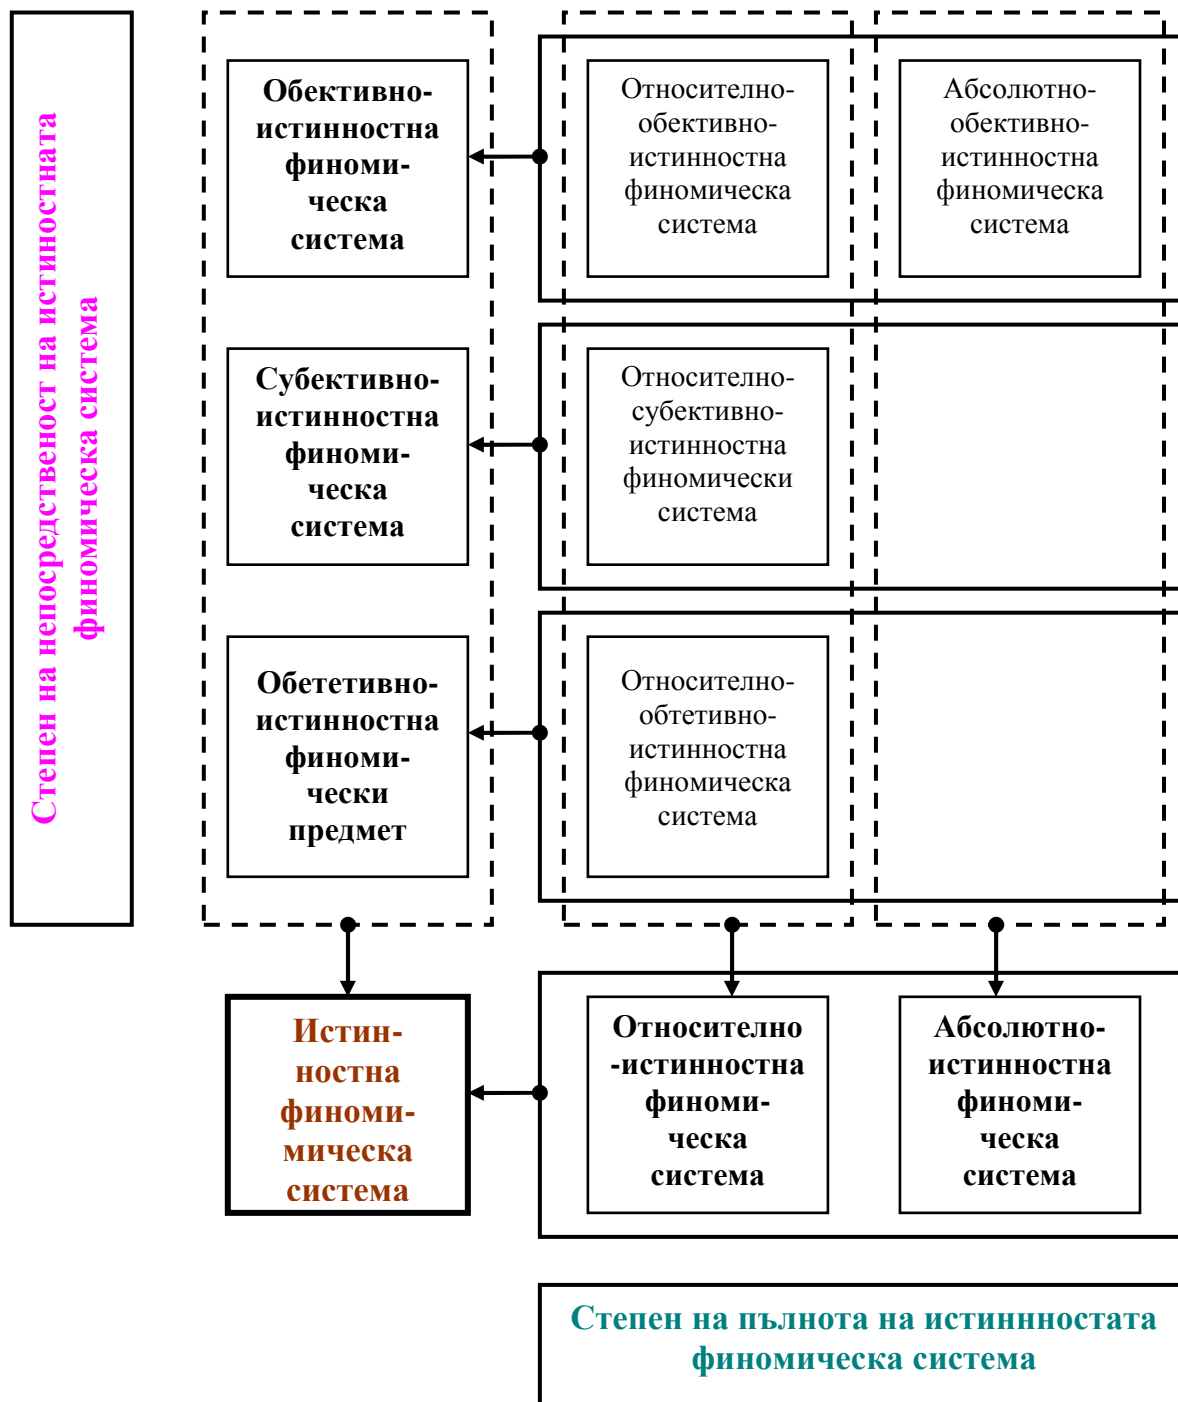 Степен на непосредственост на истиностната
финомическа система
Обективно-
истинностна
финоми-
ческа
система
Относително-
обективно-
истинностна
финомическа
система
Абсолютно-
обективно-
истинностна
финомическа
система
Субективно-
истинностна
финоми-
ческа
система
Относително-
субективно-
истинностна
финомически
система
Обететивно-
истинностна
финоми-
чески
предмет
Относително-
обтетивно-
истинностна
финомическа
система
Истин-
ностна
финоми-
мическа
система
Относително
-истинностна
финоми-
ческа
система
Абсолютно-
истинностна
финоми-
ческа
система
Степен на пълнота на истиннностата
финомическа система